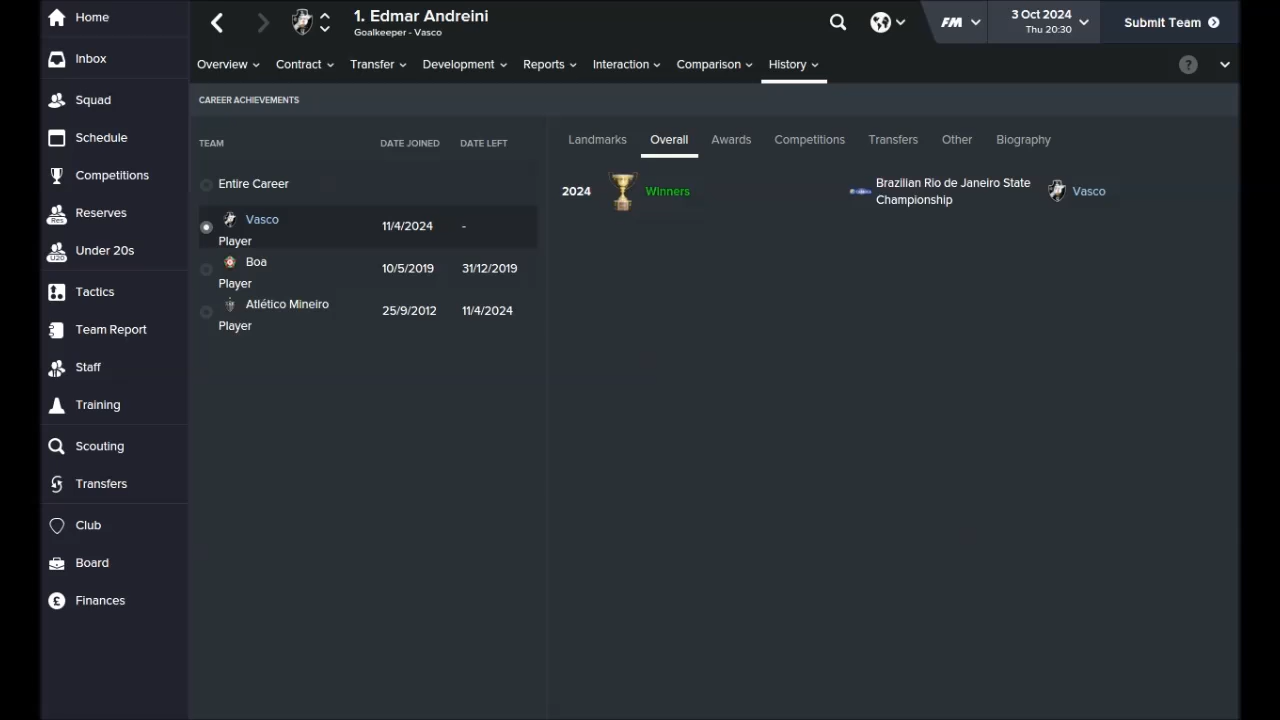 Home
Inbox
Squad
Schedule
Competitions
Res
Reserves
U20
Under 20s
Tactics
Team Report
Staff
Training
Scouting
Transfers
Club
Board
£
Finances
1. Edmar Andreini
Goalkeeper - Vasco
FM
3 Oct 2024
Thu 20:30
Submit Team
Overview
Contract
Transfer
Development
Reports
Interaction
Comparison
History
?
CAREER ACHIEVEMENTS
TEAM DATE JOINED DATE LEFT
Entire Career
Vasco
Player
11/4/2024 -
Boa
Player
10/5/2019 31/12/2019
Atlético Mineiro
Player
25/9/2012 11/4/2024
Landmarks
Overall
Awards
Competitions
Transfers
Other
Biography
2024 Winners
Brazilian Rio de Janeiro State
Championship
Vasco